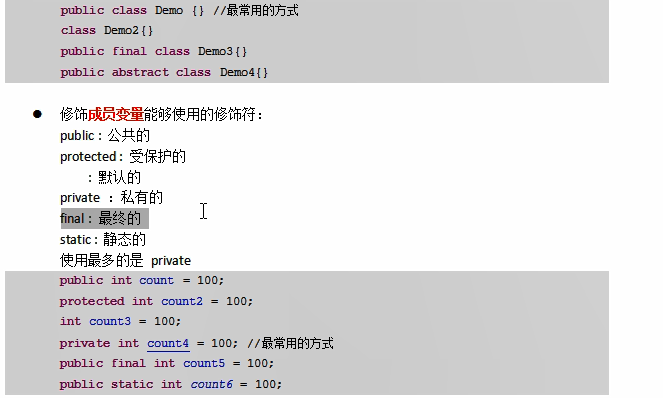 public class Demo {} //最常用的方式
class Demo2{}
public final class Demo3{}
public abstract class Demo4{}
● 修饰成员变量能够使用的修饰符：
public : 公共的
protected : 受保护的
: 默认的
private ：私有的
final : 最终的
static : 静态的
使用最多的是 private
public int count = 100;
protected int count2 = 100;
int count3 = 100;
private int count4 = 100; //最常用的方式
public final int count5 = 100;
public static int count6 = 100;